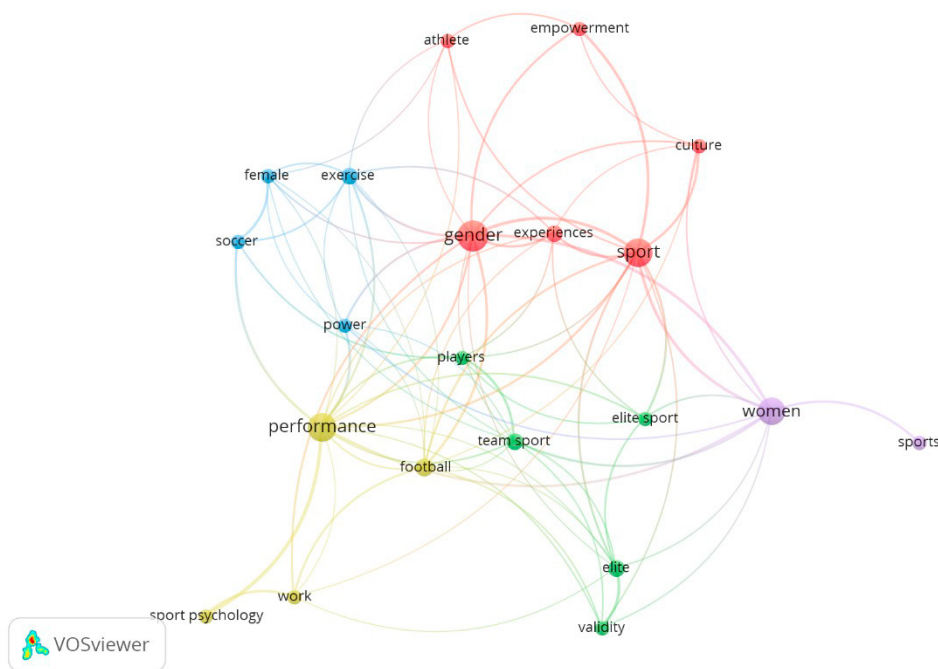 empowerment
athlete
culture
female
exercise
gender
experiences
soccer
sport
power
players
women
elite sport
performance
team sport
sports
football
elite
work
sport psychology
validity
VOSviewer